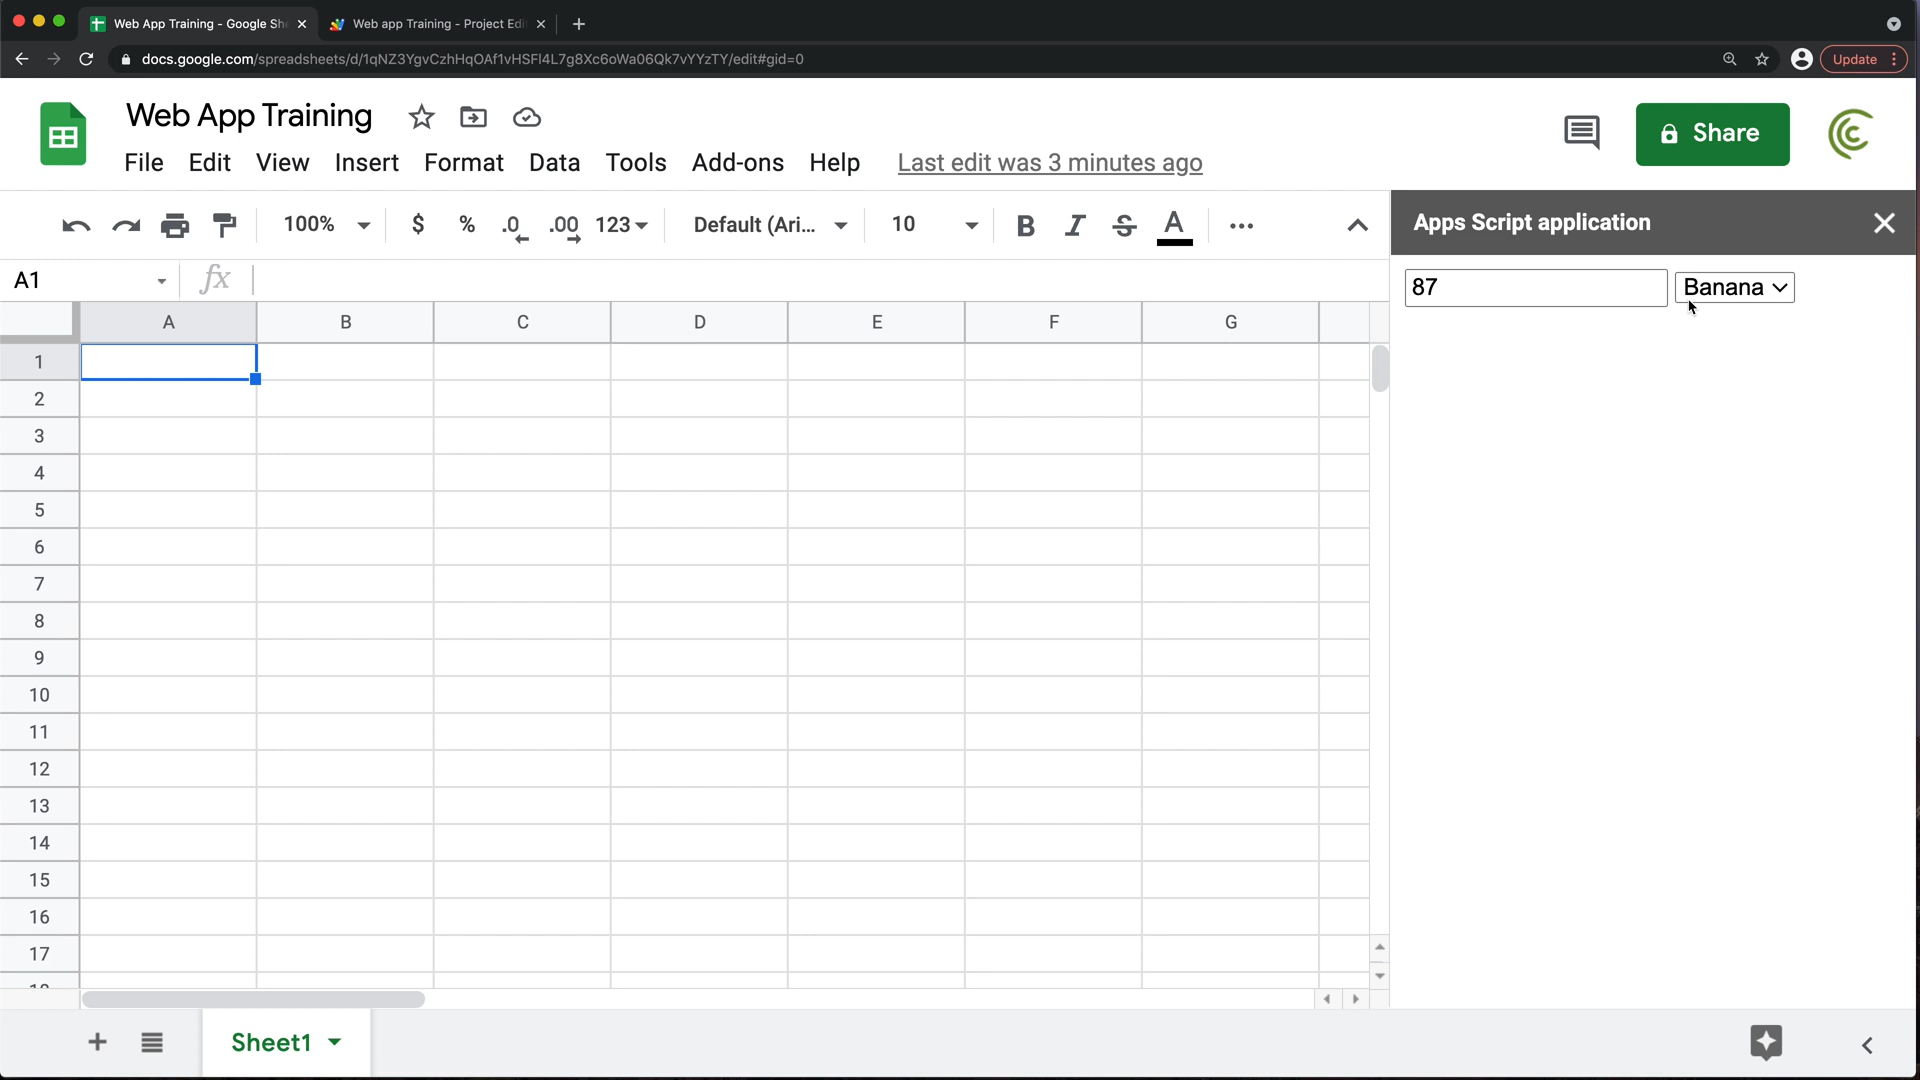 Web App Training - Google She
Web app Training - Project Edi
docs.google.com/spreadsheets/d/1qNZ3YgvCzhHqOAf1vHSFl4L7g8Xc6oWa06Qk7vYYzTY/edit#gid=0
Update
Web App Training
Share
File Edit View Insert Format Data Tools Add-ons Help Last edit was 3 minutes ago
100% $ % .0 .00 123 Default (Ari... 10 B I S A
Apps Script application
A1 fx
87 Banana
A B C D E F G
1
2
3
4
5
6
7
8
9
10
11
12
13
14
15
16
17
Sheet1